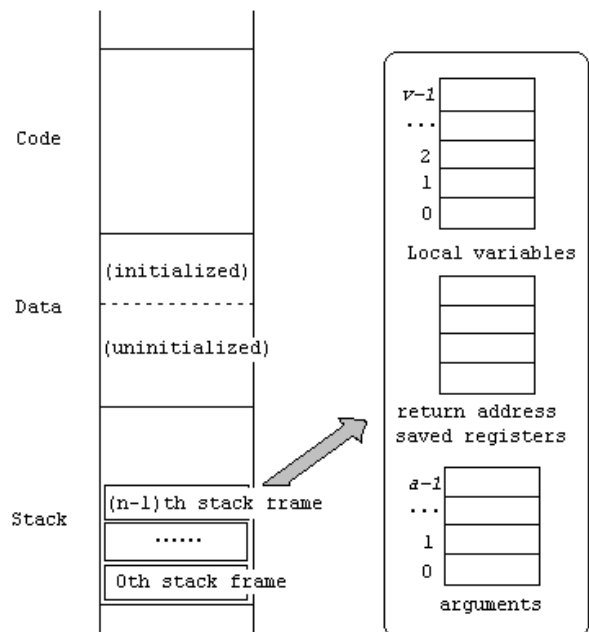 Code
(initialized)
Data
(uninitialized)
Stack
(n-1)th stack frame
......
0th stack frame
v-1
...
2
1
0
Local variables
return address
saved registers
a-1
...
1
0
arguments